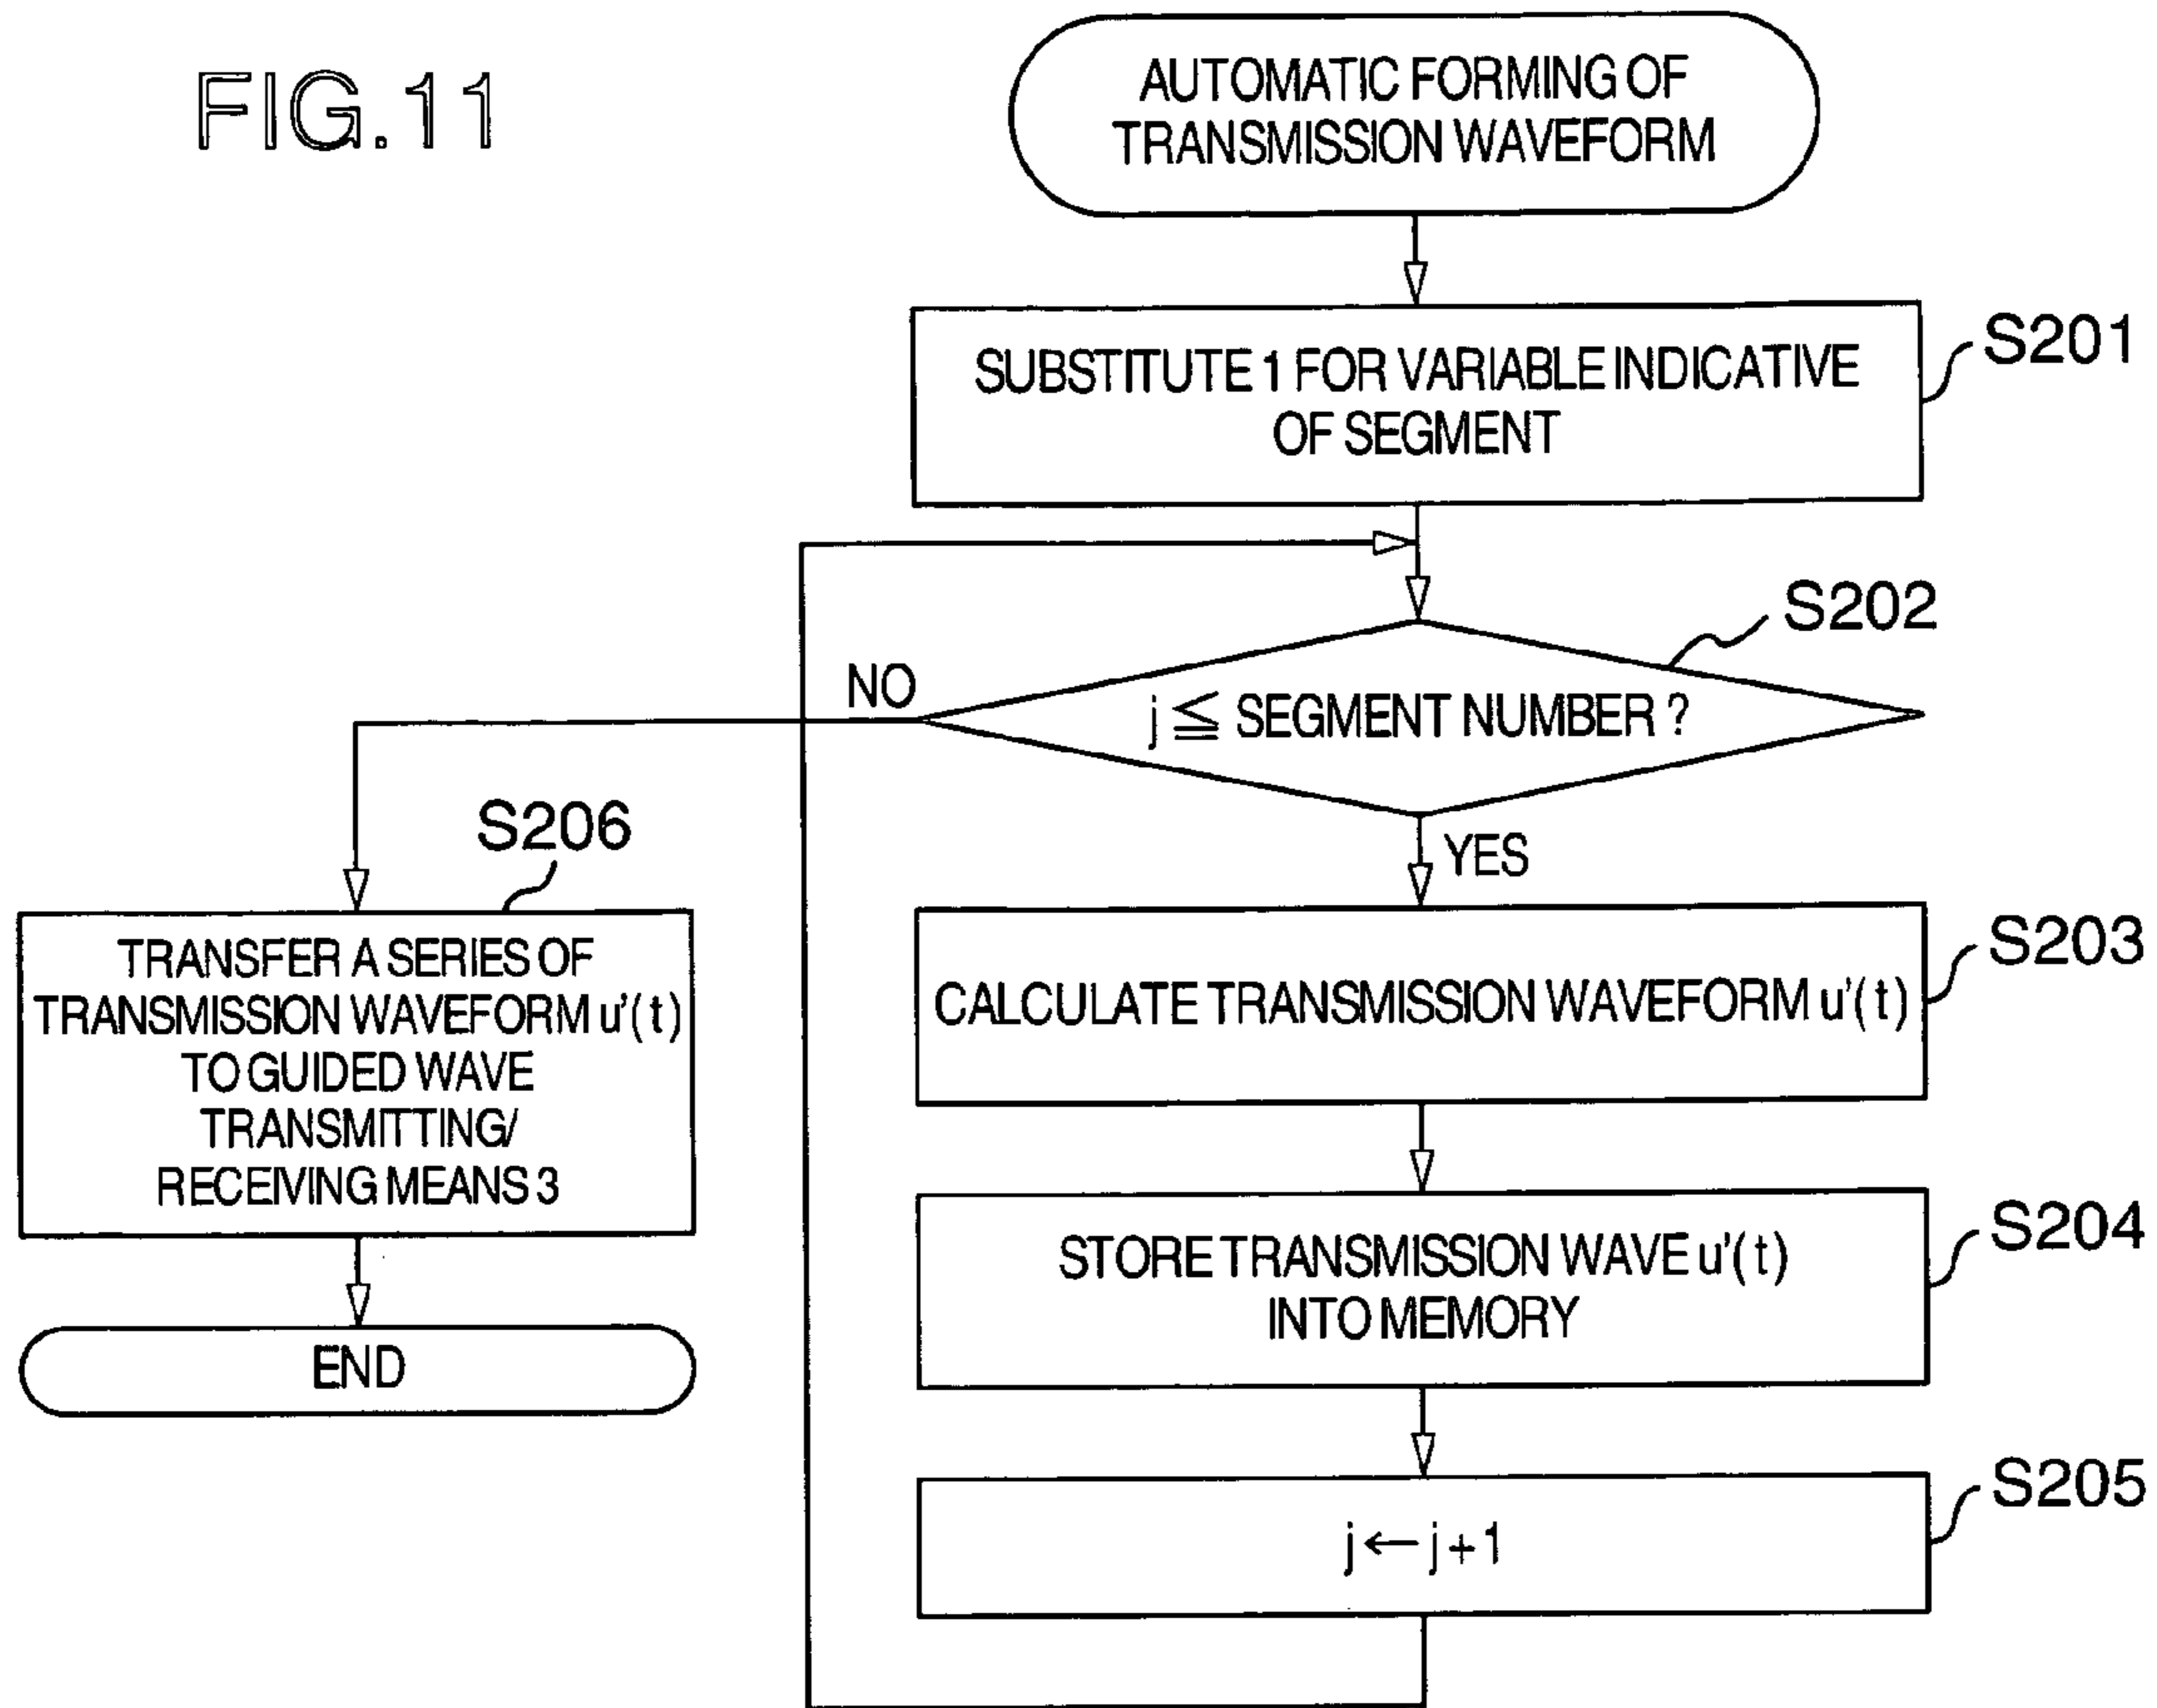 FIG.11
AUTOMATIC FORMING OF
TRANSMISSION WAVEFORM
SUBSTITUTE 1 FOR VARIABLE INDICATIVE
OF SEGMENT
S201
S202
NO
j ≦ SEGMENT NUMBER ?
YES
S203
CALCULATE TRANSMISSION WAVEFORM u'(t)
S204
STORE TRANSMISSION WAVE u'(t)
INTO MEMORY
S205
j ← j+1
S206
TRANSFER A SERIES OF
TRANSMISSION WAVEFORM u'(t)
TO GUIDED WAVE
TRANSMITTING/
RECEIVING MEANS 3
END